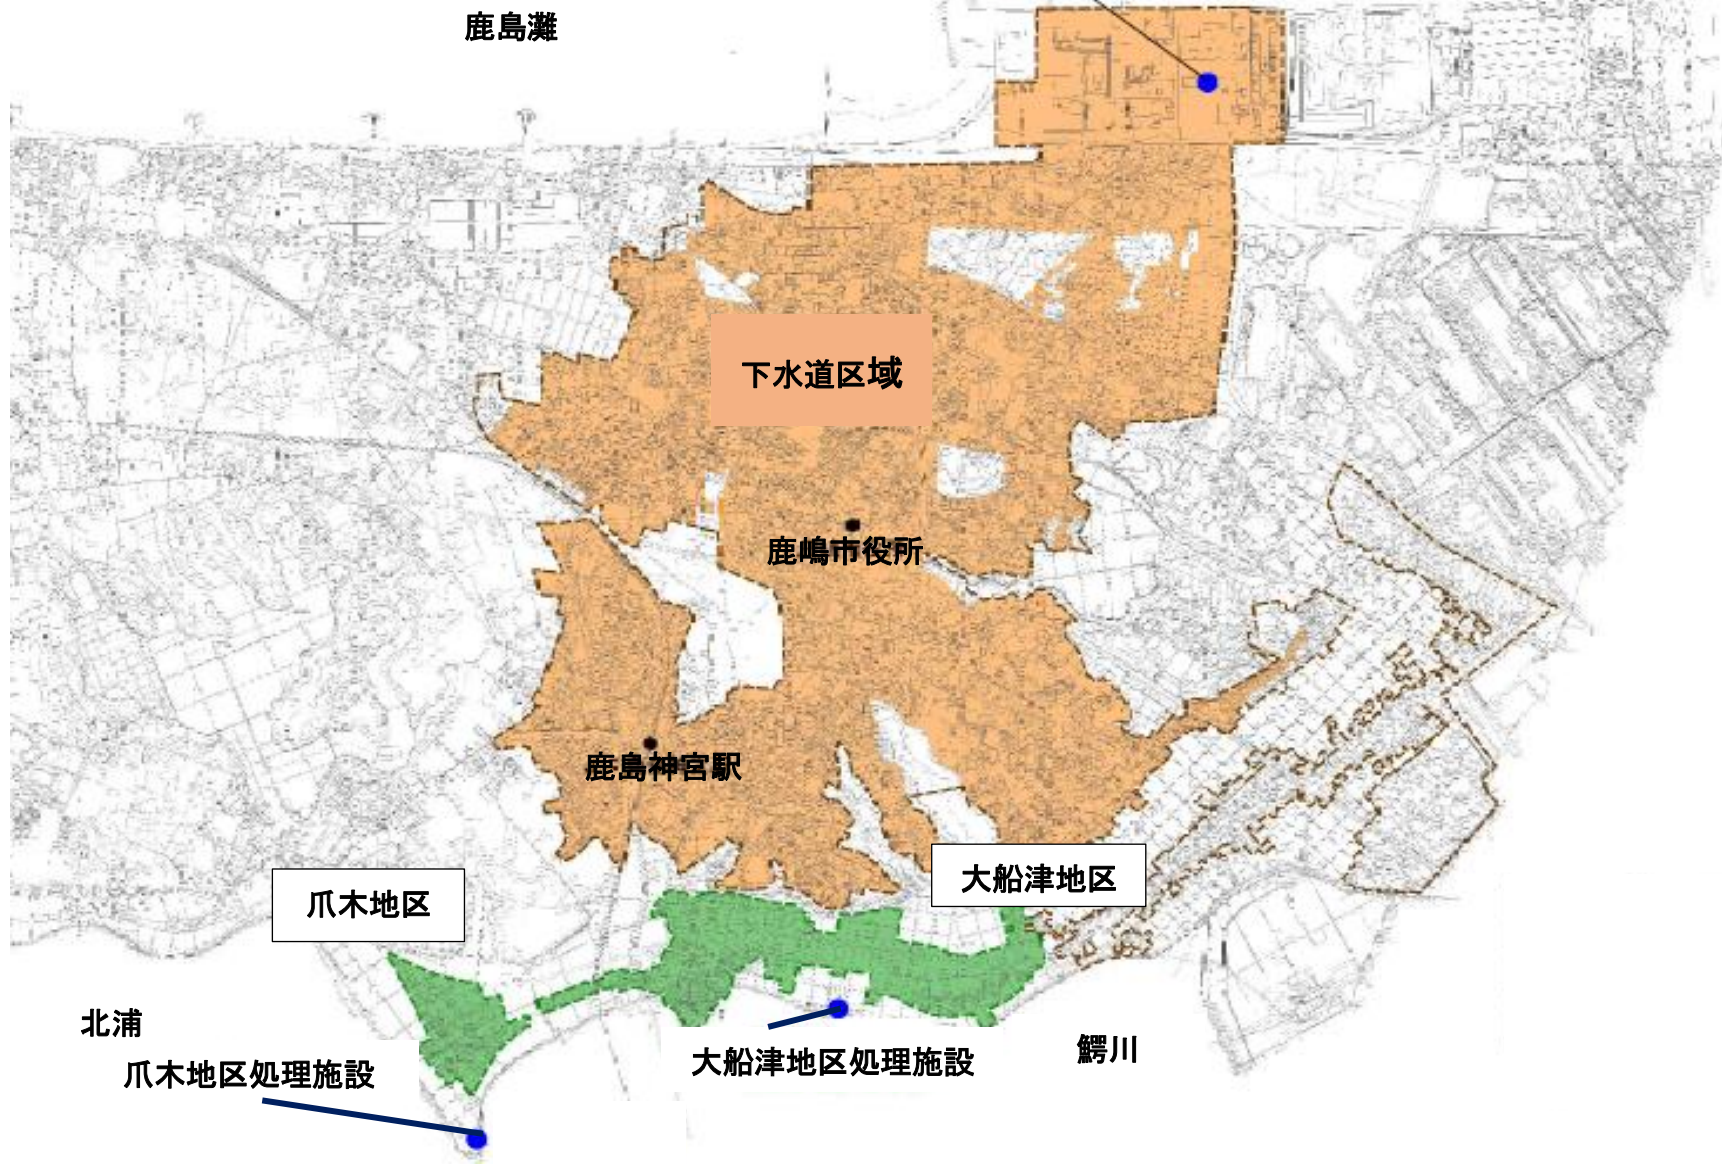 鹿島灘
下水道区域
鹿嶋市役所
鹿島神宮駅
大船津地区
爪木地区
北浦
鰐川
大船津地区処理施設
爪木地区処理施設